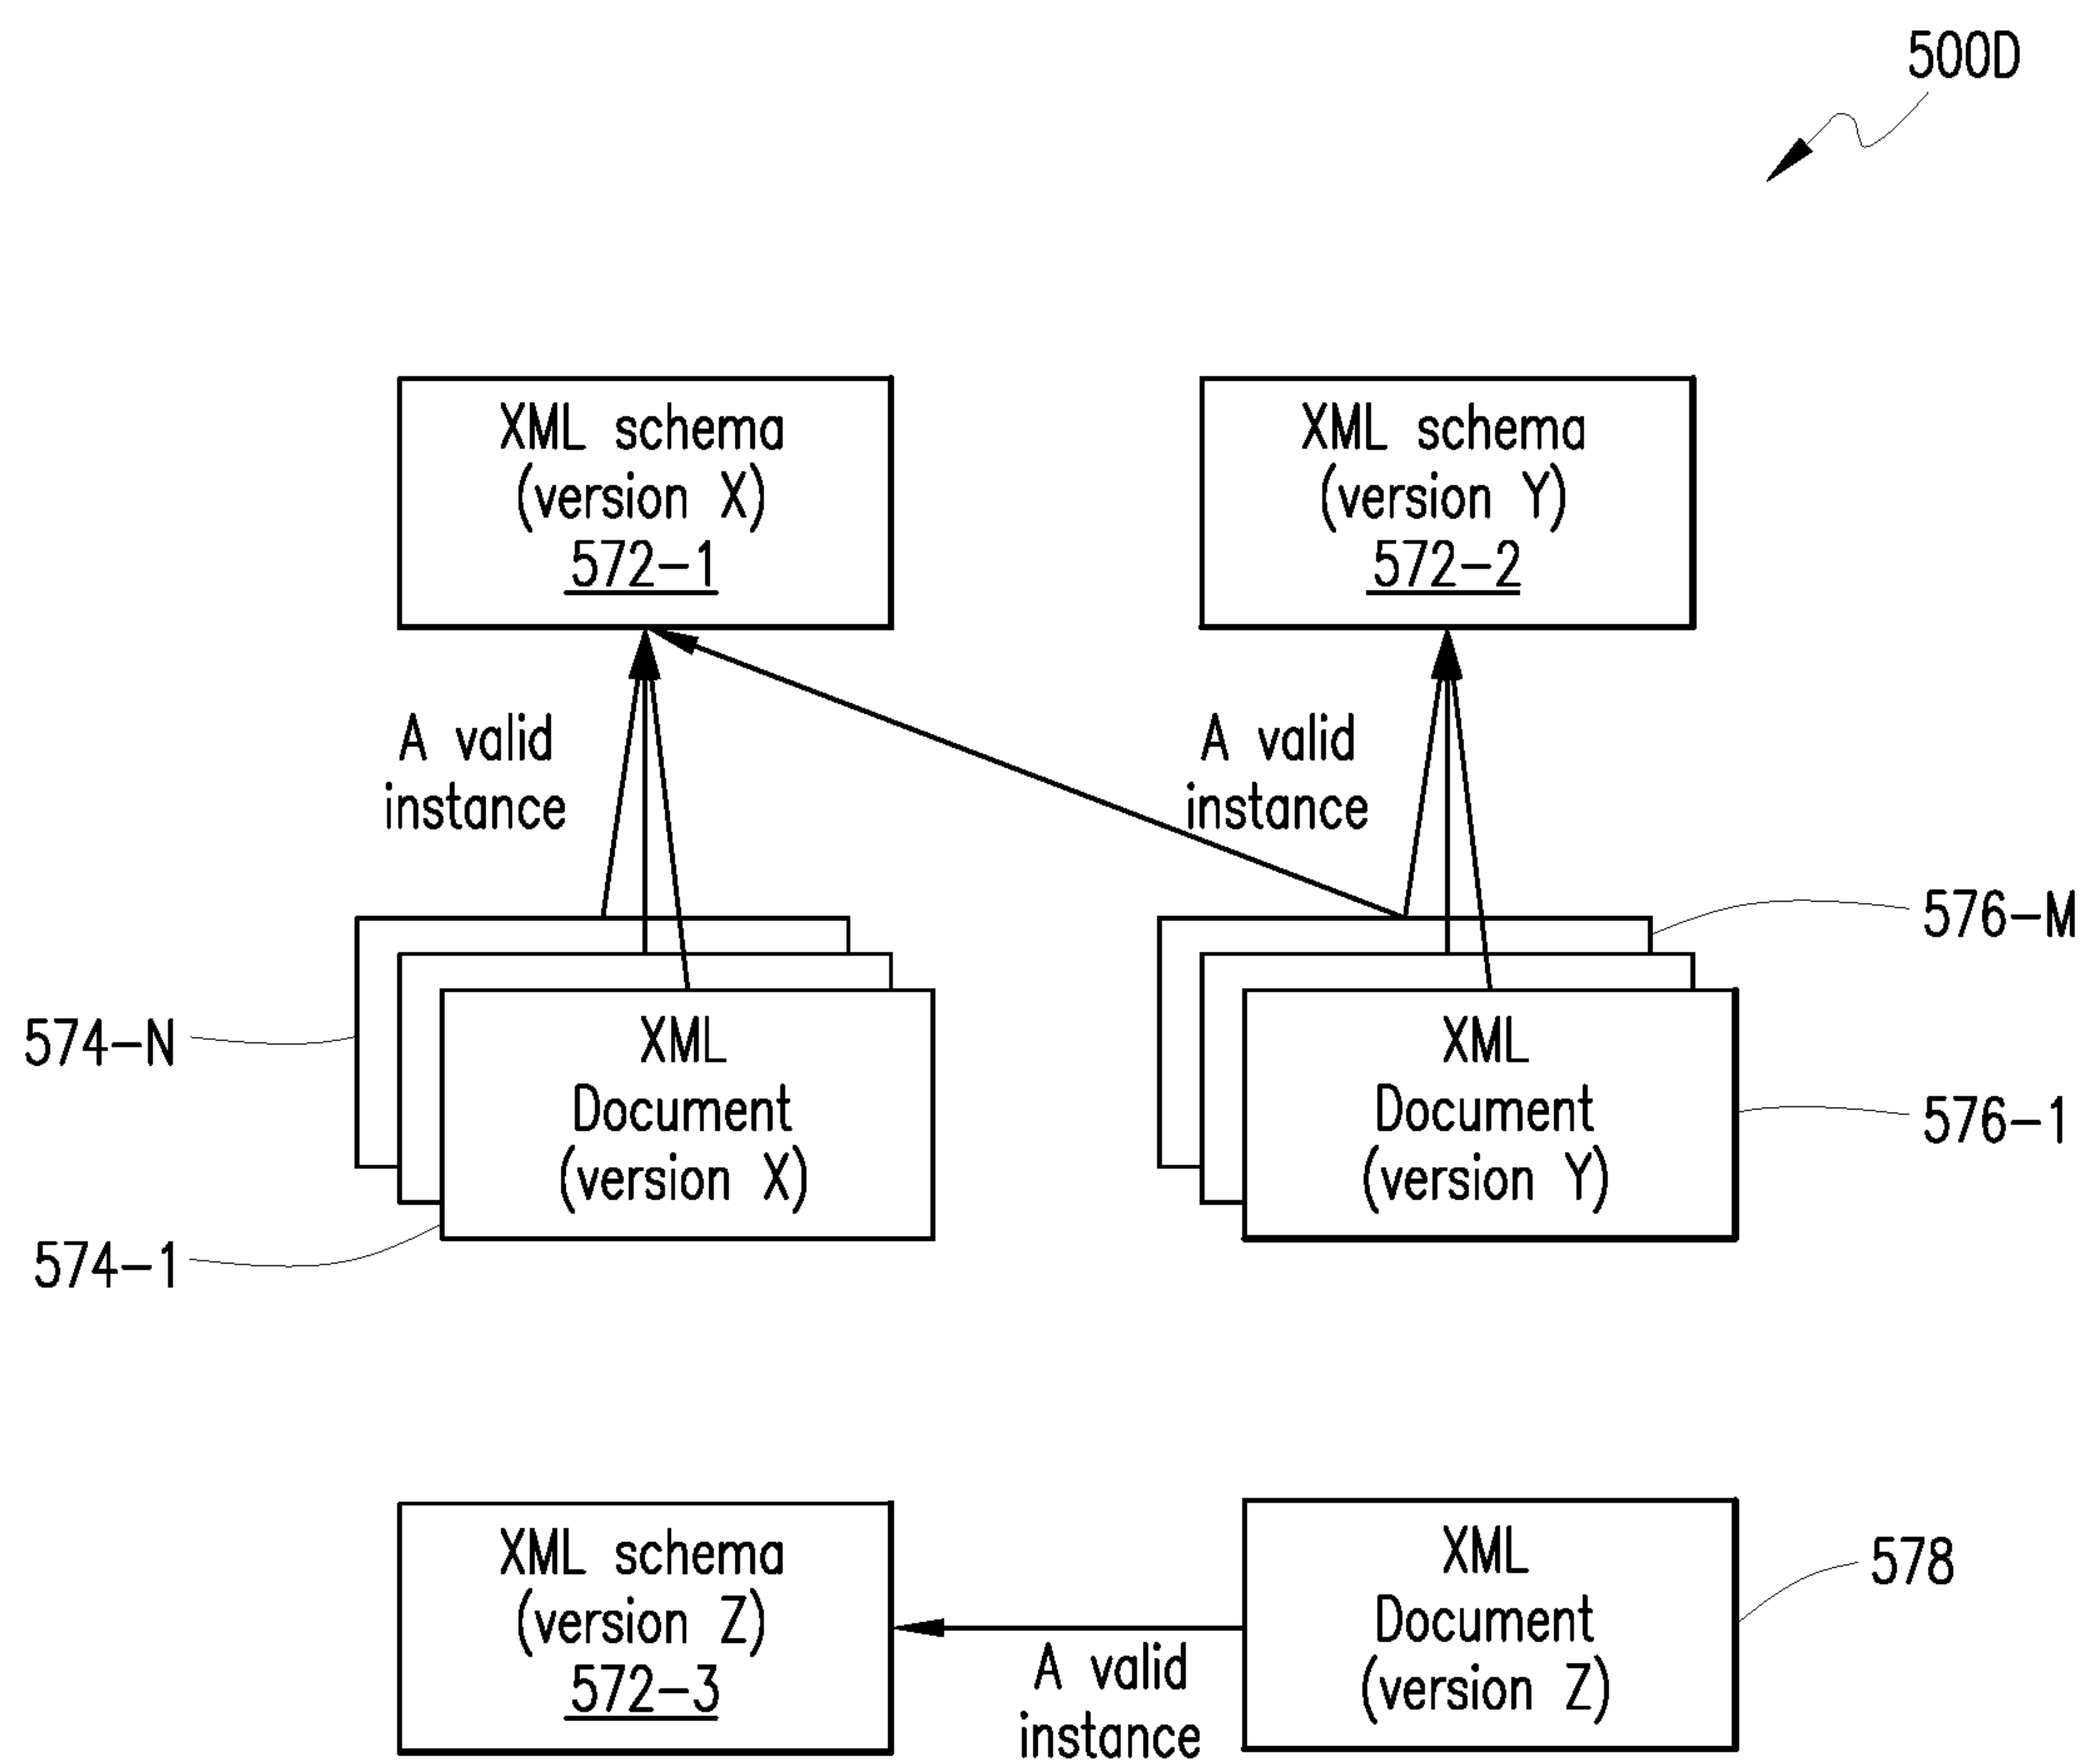 500D
XML schema
(version X)
572-1
XML schema
(version Y)
572-2
A valid
instance
A valid
instance
576-M
574-N
XML
Document
(version X)
XML
Document
(version Y)
576-1
574-1
XML schema
(version Z)
572-3
XML
Document
(version Z)
578
A valid
instance